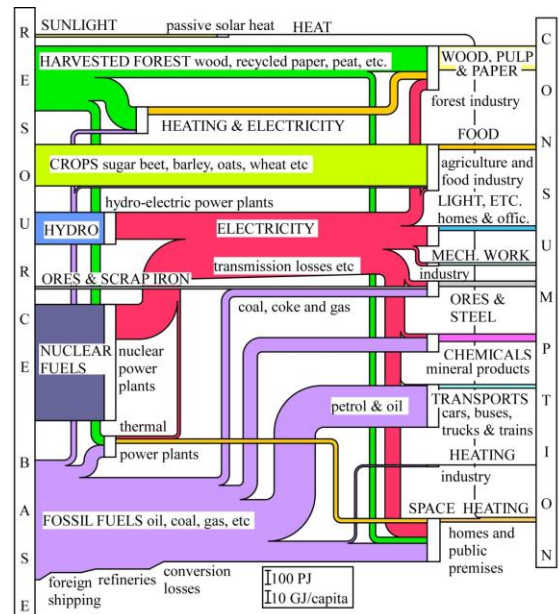 RESOURCE BASE
CONSUMPTION
SUNLIGHT passive solar heat HEAT
HARVESTED FOREST wood, recycled paper, peat, etc.
WOOD, PULP
& PAPER
forest industry
HEATING & ELECTRICITY
FOOD
CROPS sugar beet, barley, oats, wheat etc
agriculture and
food industry
hydro-electric power plants
LIGHT, ETC.
homes & offic.
HYDRO
ELECTRICITY
MECH. WORK
transmission losses etc
industry
ORES & SCRAP IRON
coal, coke and gas
ORES &
STEEL
NUCLEAR
FUELS
nuclear
power
plants
CHEMICALS
mineral products
petrol & oil
TRANSPORTS
cars, buses,
trucks & trains
thermal
power plants
HEATING
industry
SPACE HEATING
FOSSIL FUELS oil, coal, gas, etc
homes and
public
premises
foreign
shipping
refineries
conversion
losses
100 PJ
10 GJ/capita